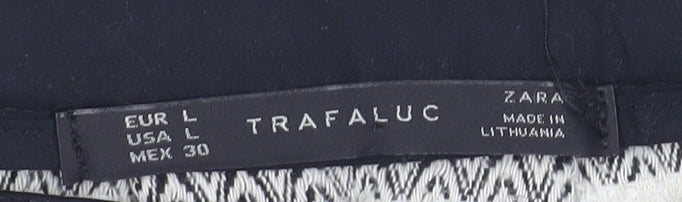 EUR L
USA L
MEX 30
TRAFALUC
ZARA
MADE IN
LITHUANIA